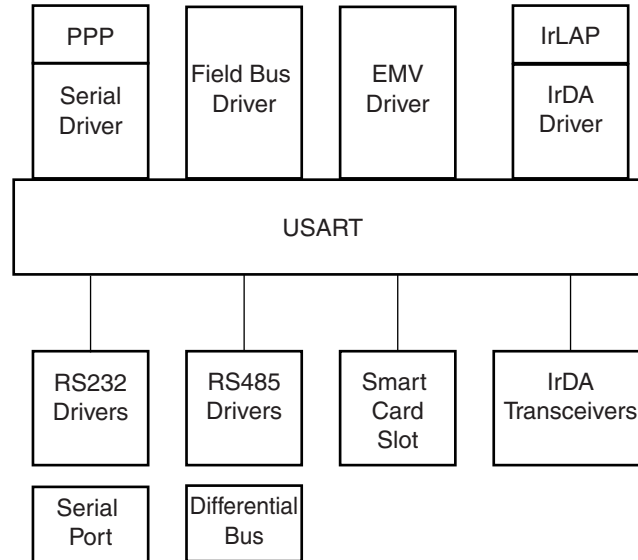 PPP
Serial
Driver
Field Bus
Driver
EMV
Driver
IrLAP
IrDA
Driver
USART
RS232
Drivers
RS485
Drivers
Smart
Card
Slot
IrDA
Transceivers
Serial
Port
Differential
Bus